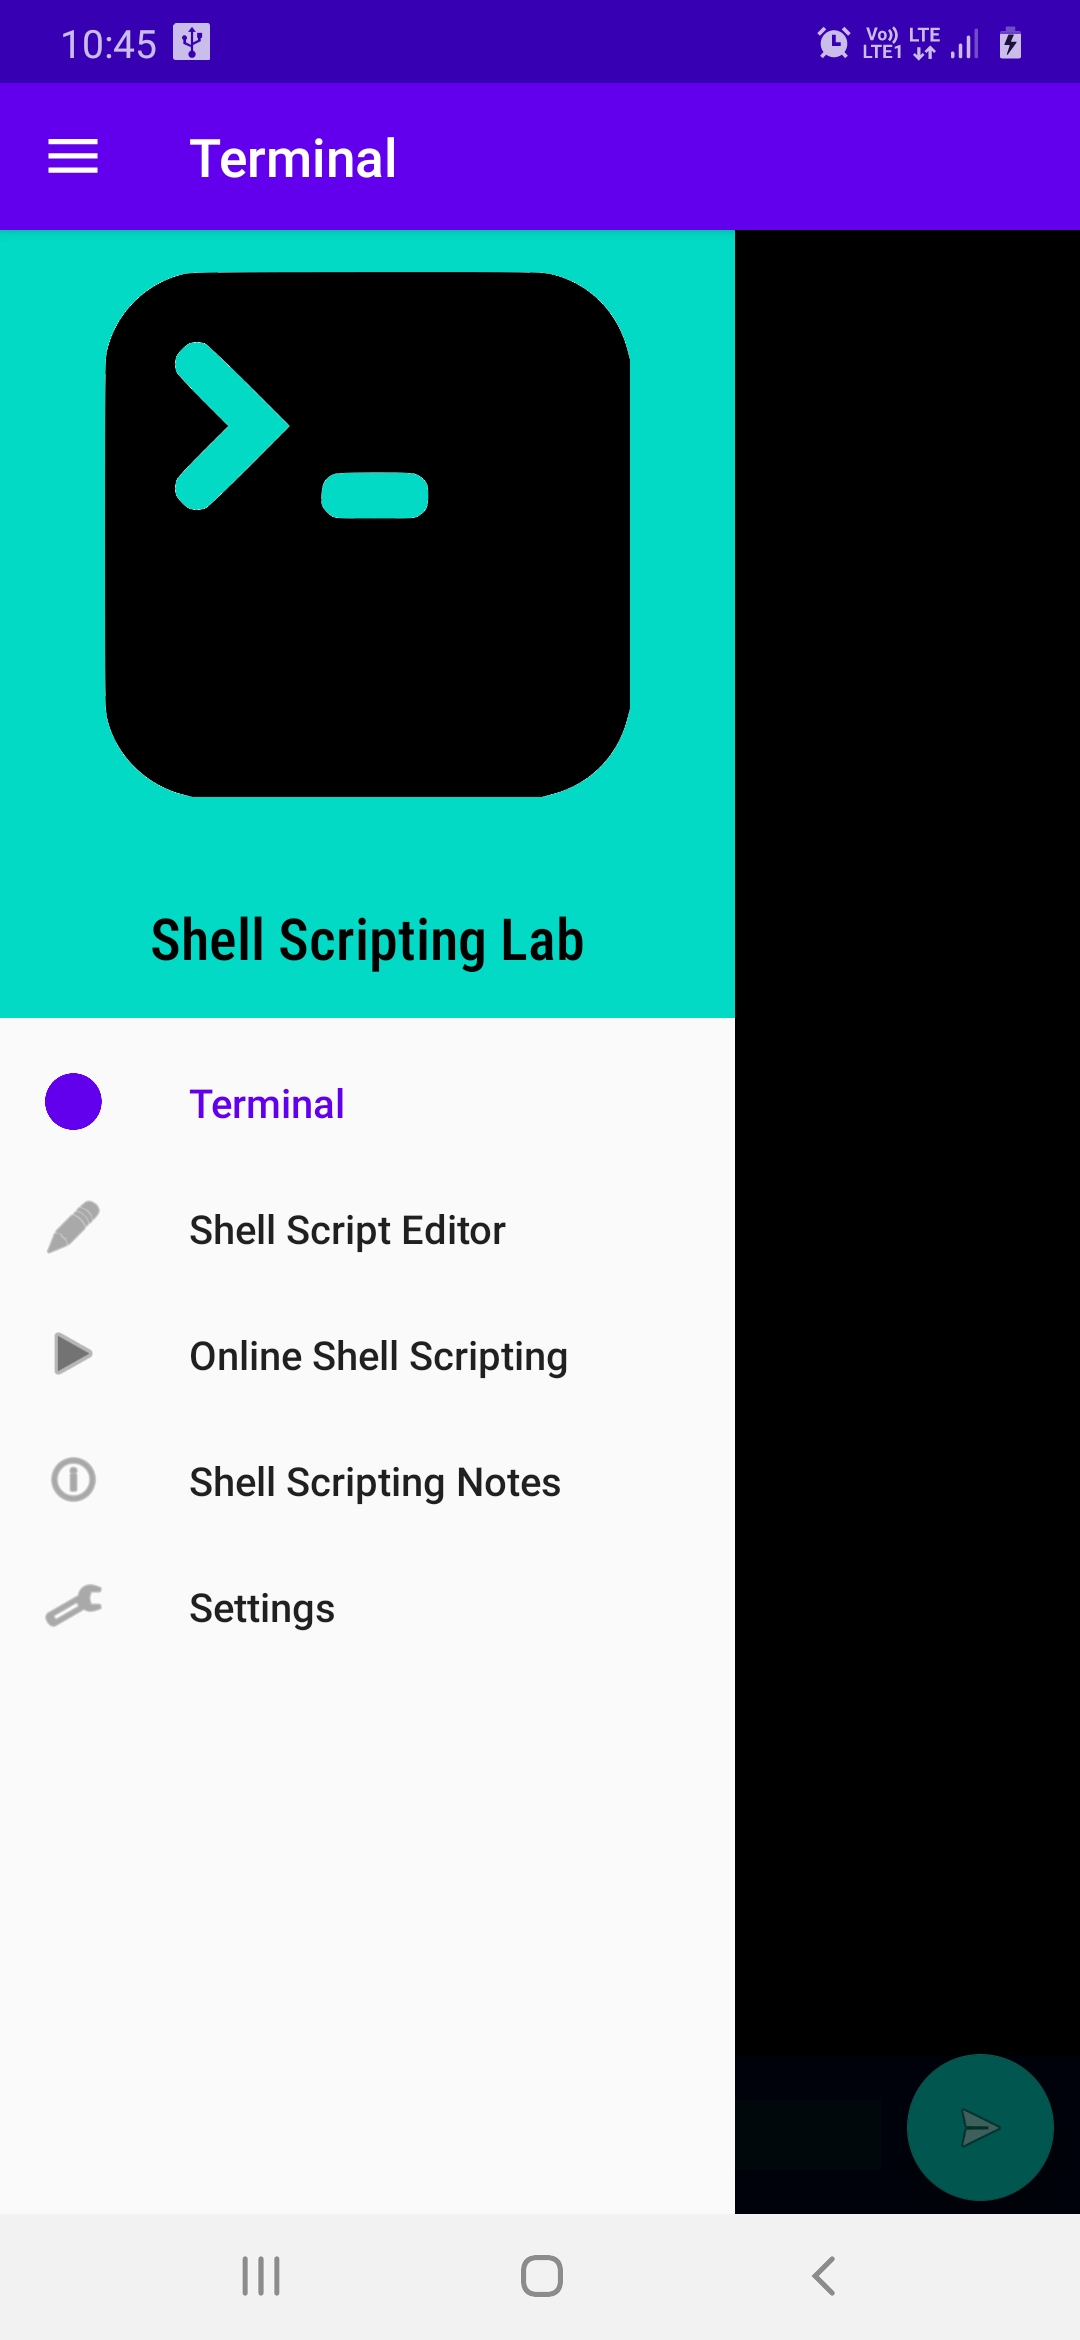 10:45
Vo)) LTE
LTE1
Terminal
Shell Scripting Lab
Terminal
Shell Script Editor
Online Shell Scripting
Shell Scripting Notes
Settings